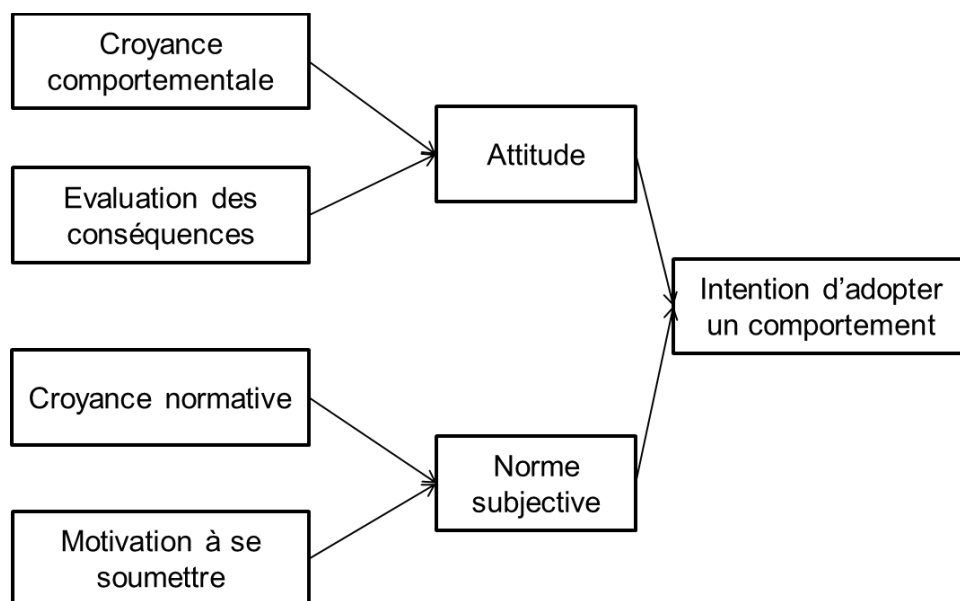 Croyance
comportementale
Evaluation des
conséquences
Croyance normative
Motivation à se
soumettre
Attitude
Norme
subjective
Intention d’adopter
un comportement